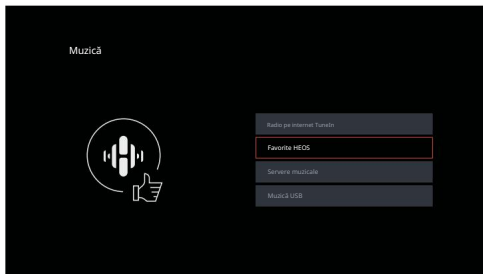 Muzică
Radio pe internet TuneIn
Favorite HEOS
Servere muzicale
Muzică USB